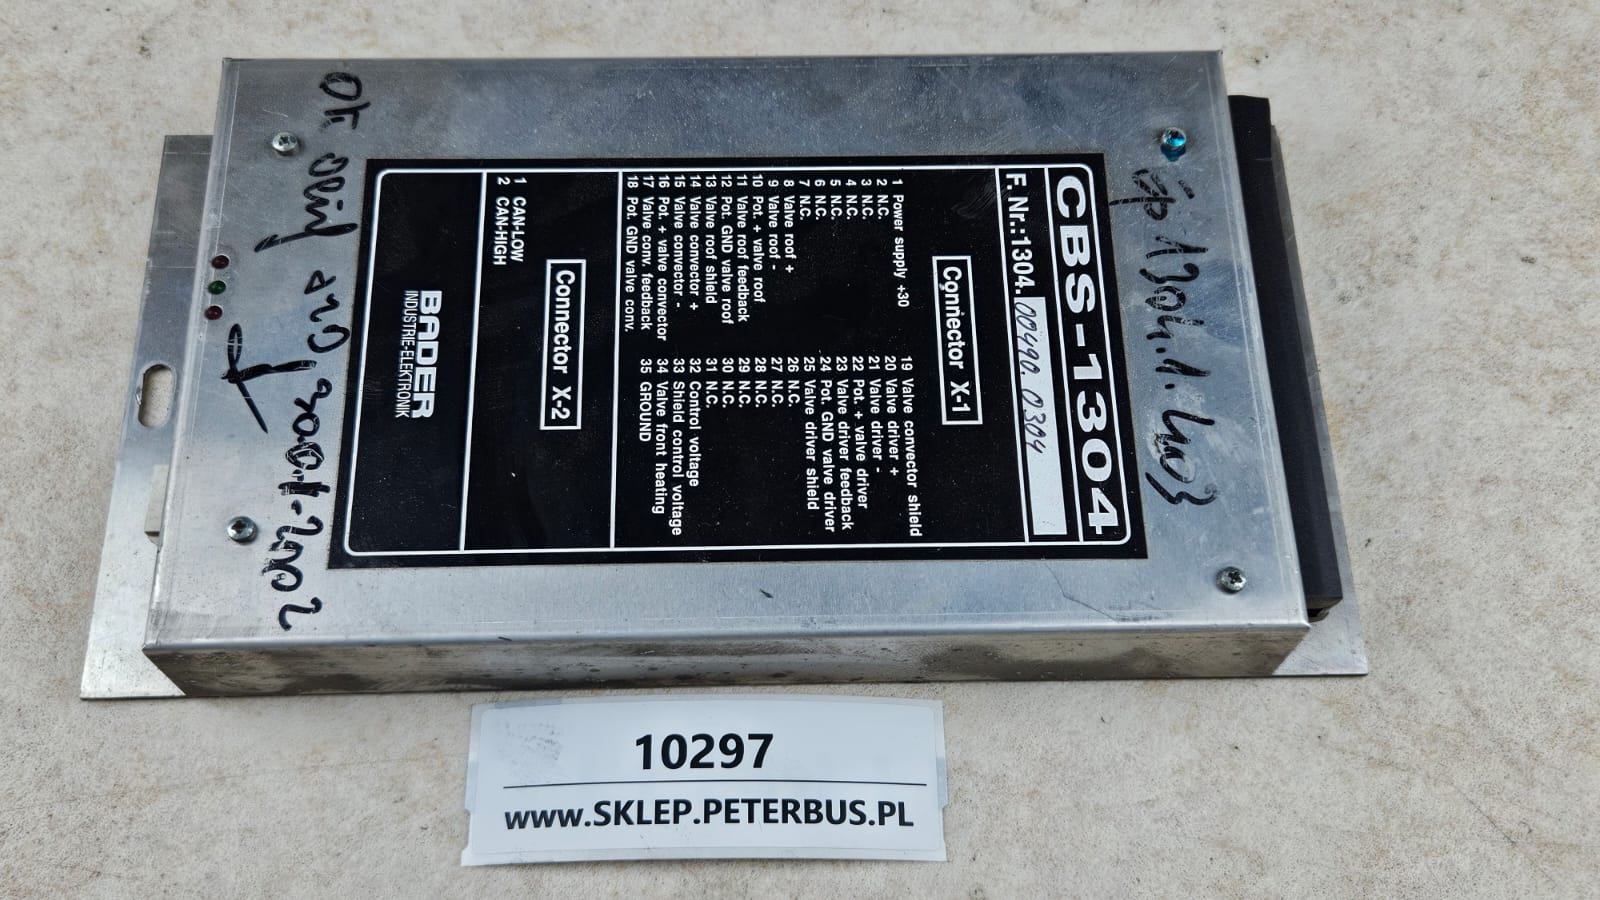 CBS-1304
F. Nr.:1304.00490.0304
Connector X-1
1 Power supply +30
2 N.C.
3 N.C.
4 N.C.
5 N.C.
6 N.C.
7 N.C.
8 Valve roof +
9 Valve roof -
10 Pot. + valve roof
11 Valve roof feedback
12 Pot. GND valve roof
13 Valve roof shield
14 Valve convector +
15 Valve convector -
16 Pot. + valve convector
17 Valve conv. feedback
18 Pot. GND valve conv.
19 Valve convector shield
20 Valve driver +
21 Valve driver -
22 Pot. + valve driver
23 Valve driver feedback
24 Pot. GND valve driver
25 Valve driver shield
26 N.C.
27 N.C.
28 N.C.
29 N.C.
30 N.C.
31 N.C.
32 Control voltage
33 Shield control voltage
34 Valve front heating
35 GROUND
Connector X-2
1 CAN-LOW
2 CAN-HIGH
BADER
INDUSTRIE-ELEKTRONIK
10297
www.SKLEP.PETERBUS.PL